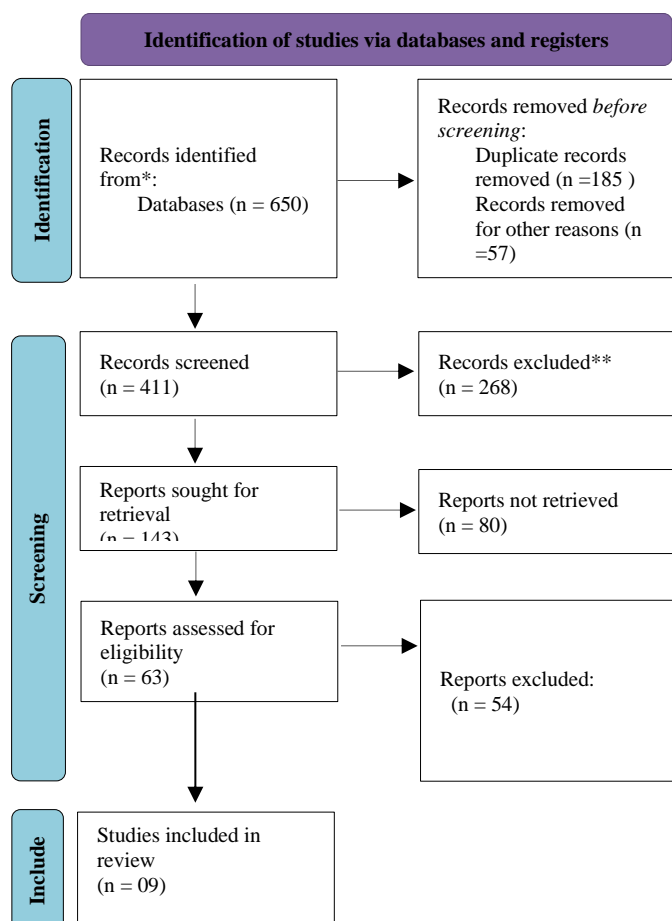 Identification of studies via databases and registers
Identification
Records identified
from*:
Databases (n = 650)
Records removed before
screening:
Duplicate records
removed (n =185 )
Records removed
for other reasons (n
=57)
Screening
Records screened
(n = 411)
Records excluded**
(n = 268)
Reports sought for
retrieval
(n = 143)
Reports not retrieved
(n = 80)
Reports assessed for
eligibility
(n = 63)
Reports excluded:
(n = 54)
Include
Studies included in
review
(n = 09)